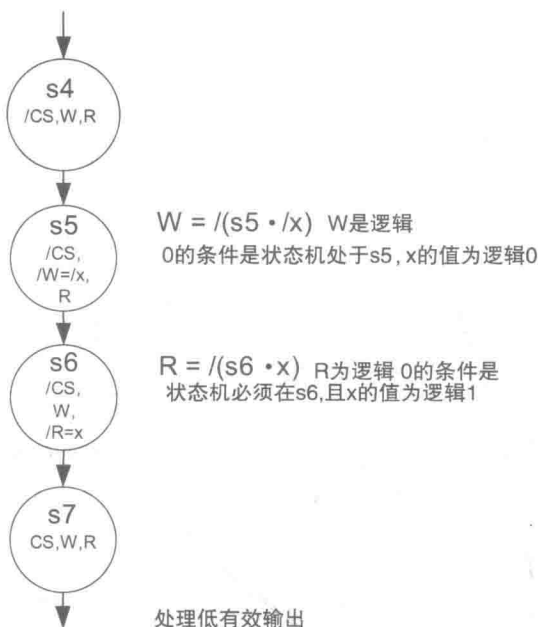 s4
/CS,W,R
s5
/CS,
/W=/x,
R
W = /(s5 • /x) W是逻辑
0的条件是状态机处于s5, x的值为逻辑0
s6
/CS,
W,
/R=x
R = /(s6 • x) R为逻辑 0的条件是
状态机必须在s6,且x的值为逻辑1
s7
CS,W,R
处理低有效输出